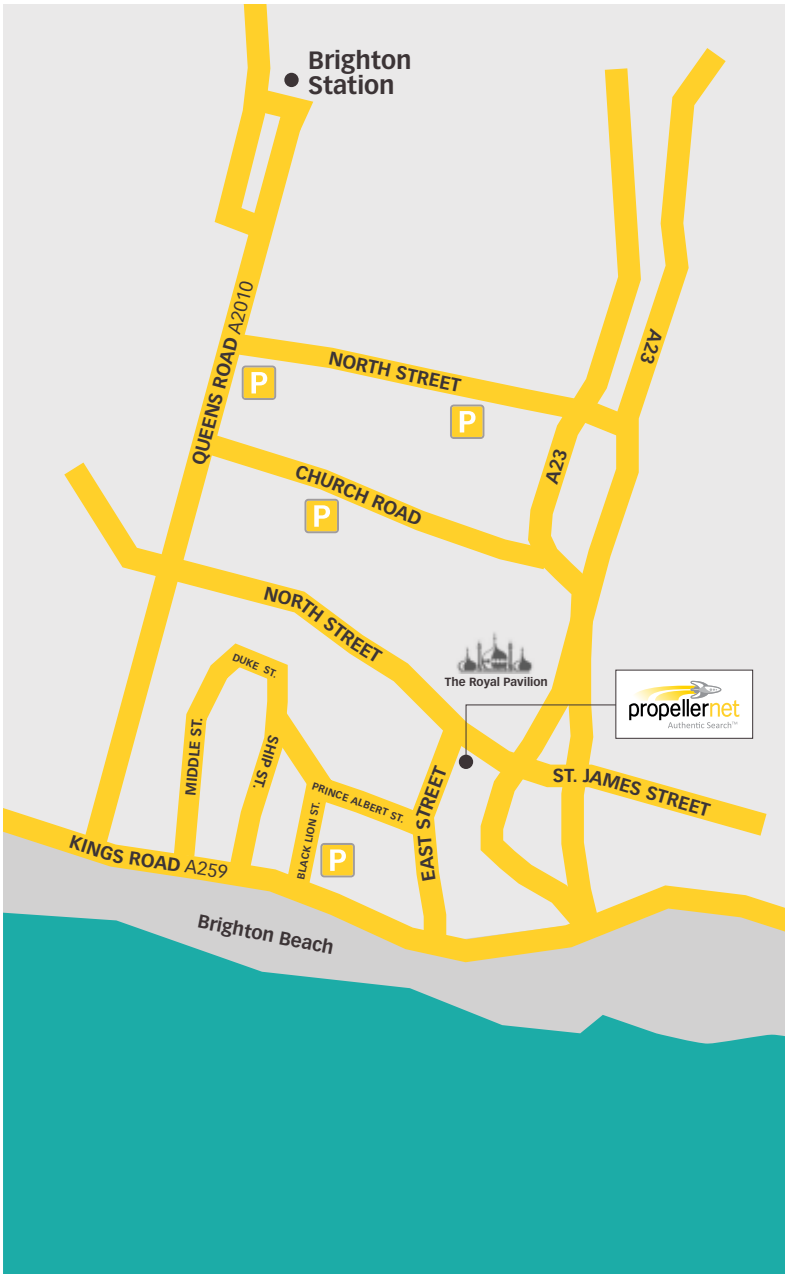 Brighton
Station
QUEENS ROAD A2010
NORTH STREET
A23
P
P
A23
CHURCH ROAD
P
NORTH STREET
The Royal Pavilion
propellernet
Authentic Search™
DUKE ST.
MIDDLE ST.
SHIP ST.
PRINCE ALBERT ST.
BLACK LION ST.
EAST STREET
ST. JAMES STREET
P
KINGS ROAD A259
Brighton Beach